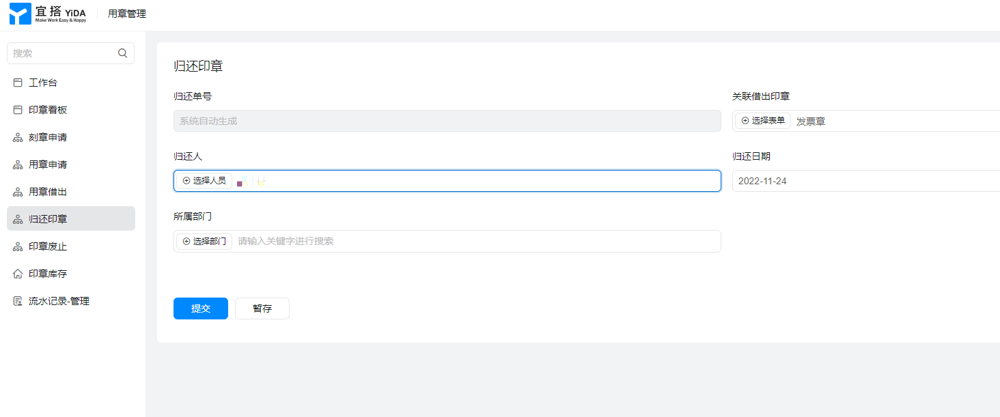 宜搭 YiDA
Make Work Easy & Happy
用章管理
搜索
工作台
印章看板
刻章申请
用章申请
用章借出
归还印章
印章废止
印章库存
流水记录-管理
归还印章
归还单号
系统自动生成
关联借出印章
选择表单 发票章
归还人
选择人员
归还日期
2022-11-24
所属部门
选择部门 请输入关键字进行搜索
提交
暂存